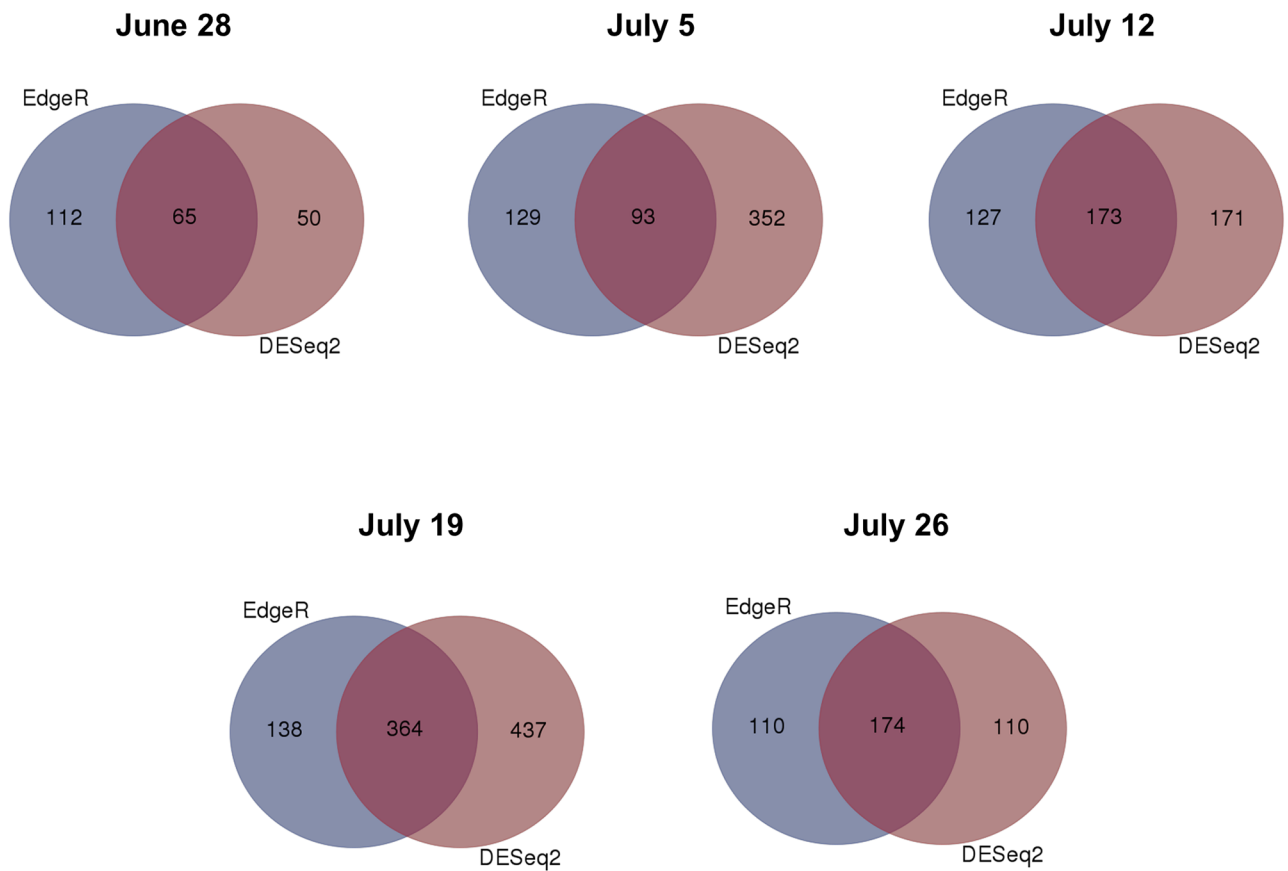 June 28
July 5
July 12
EdgeR
EdgeR
EdgeR
112
65
50
129
93
352
127
173
171
DESeq2
DESeq2
DESeq2
July 19
July 26
EdgeR
EdgeR
138
364
437
110
174
110
DESeq2
DESeq2